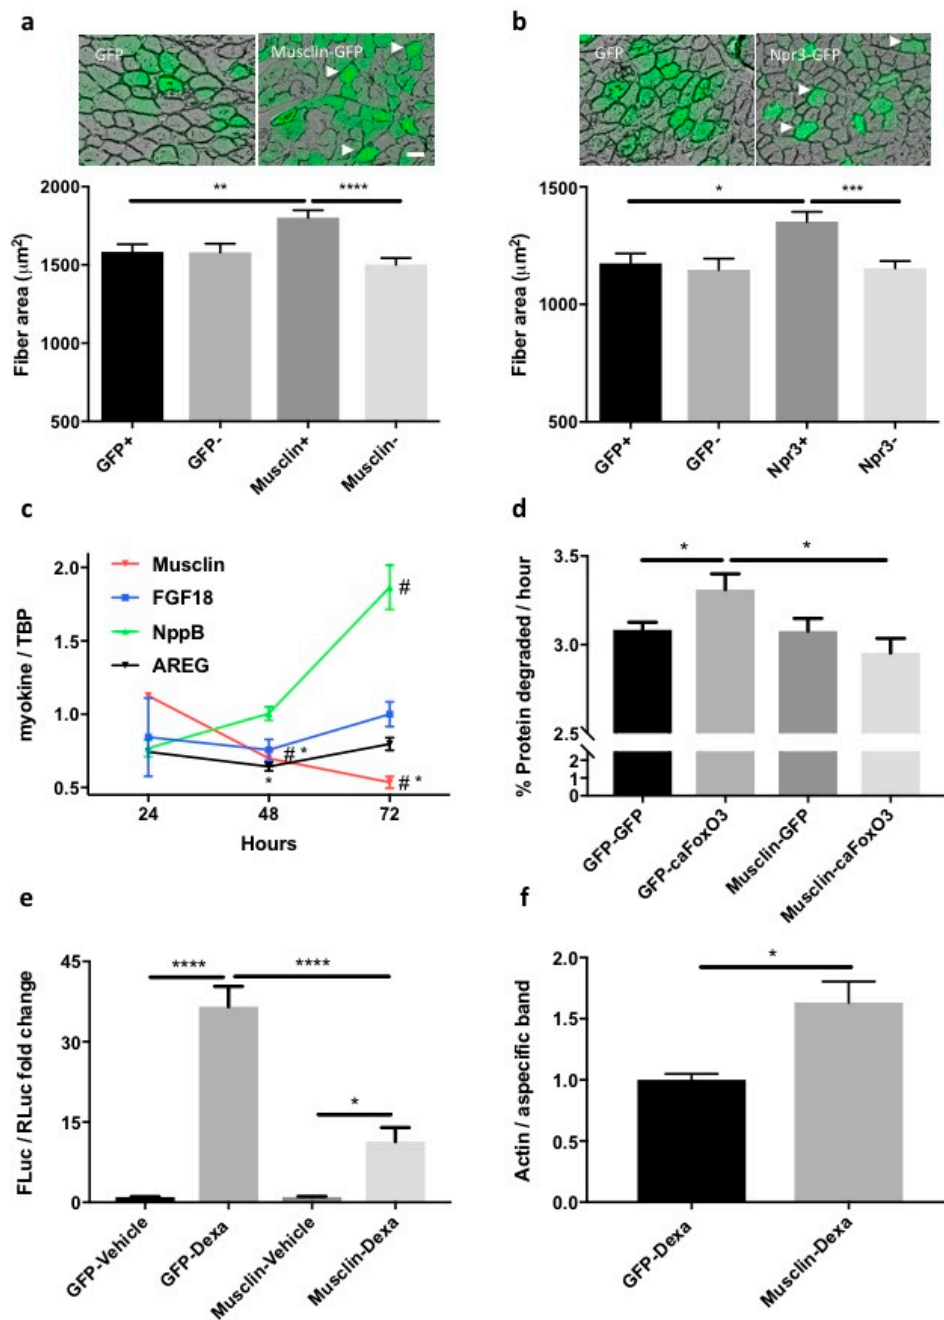 a
GFP
Musclin-GFP
2000
1500
1000
500
Fiber area (μm2)
**
****
GFP+
GFP-
Musclin+
Musclin-
b
GFP
Npr3-GFP
1500
1000
500
Fiber area (μm2)
*
***
GFP+
GFP-
Npr3+
Npr3-
c
2.0
1.5
1.0
0.5
myokine / TBP
Musclin
FGF18
NppB
AREG
#
# *
*
# *
24
48
72
Hours
d
3.5
3.0
2.5
2
1
0
% Protein degraded / hour
*
*
GFP-GFP
GFP-caFoxO3
Musclin-GFP
Musclin-caFoxO3
e
45
30
15
0
FLuc / RLuc fold change
****
****
*
GFP-Vehicle
GFP-Dexa
Musclin-Vehicle
Musclin-Dexa
f
2.0
1.5
1.0
0.5
0.0
Actin / aspecific band
*
GFP-Dexa
Musclin-Dexa